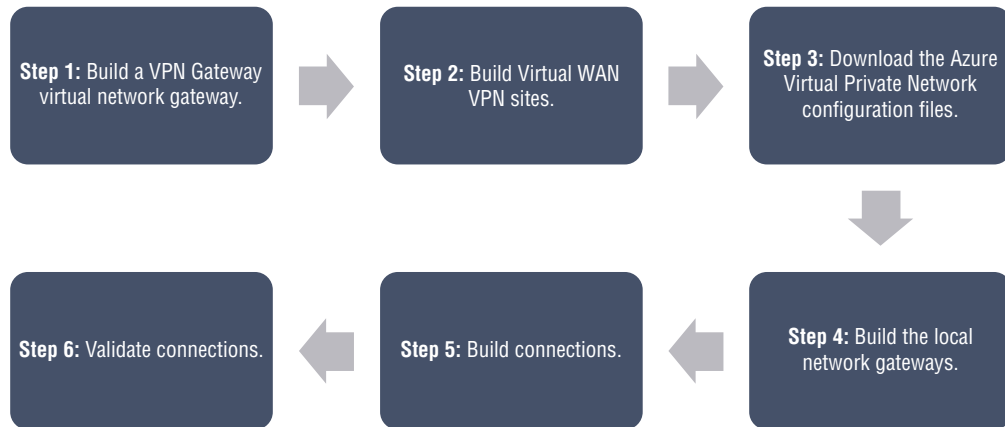 Step 1: Build a VPN Gateway
virtual network gateway.
Step 2: Build Virtual WAN
VPN sites.
Step 3: Download the Azure
Virtual Private Network
configuration files.
Step 4: Build the local
network gateways.
Step 5: Build connections.
Step 6: Validate connections.